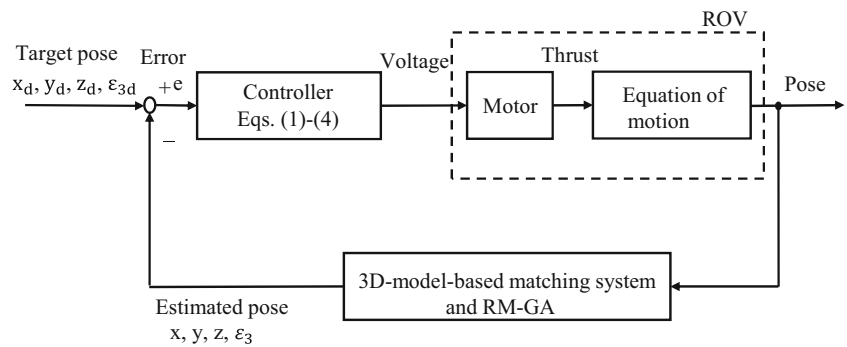 ROV
Target pose
x_d, y_d, z_d, ε_3d
Error
+e
−
Controller
Eqs. (1)-(4)
Voltage
Motor
Thrust
Equation of
motion
Pose
3D-model-based matching system
and RM-GA
Estimated pose
x, y, z, ε_3